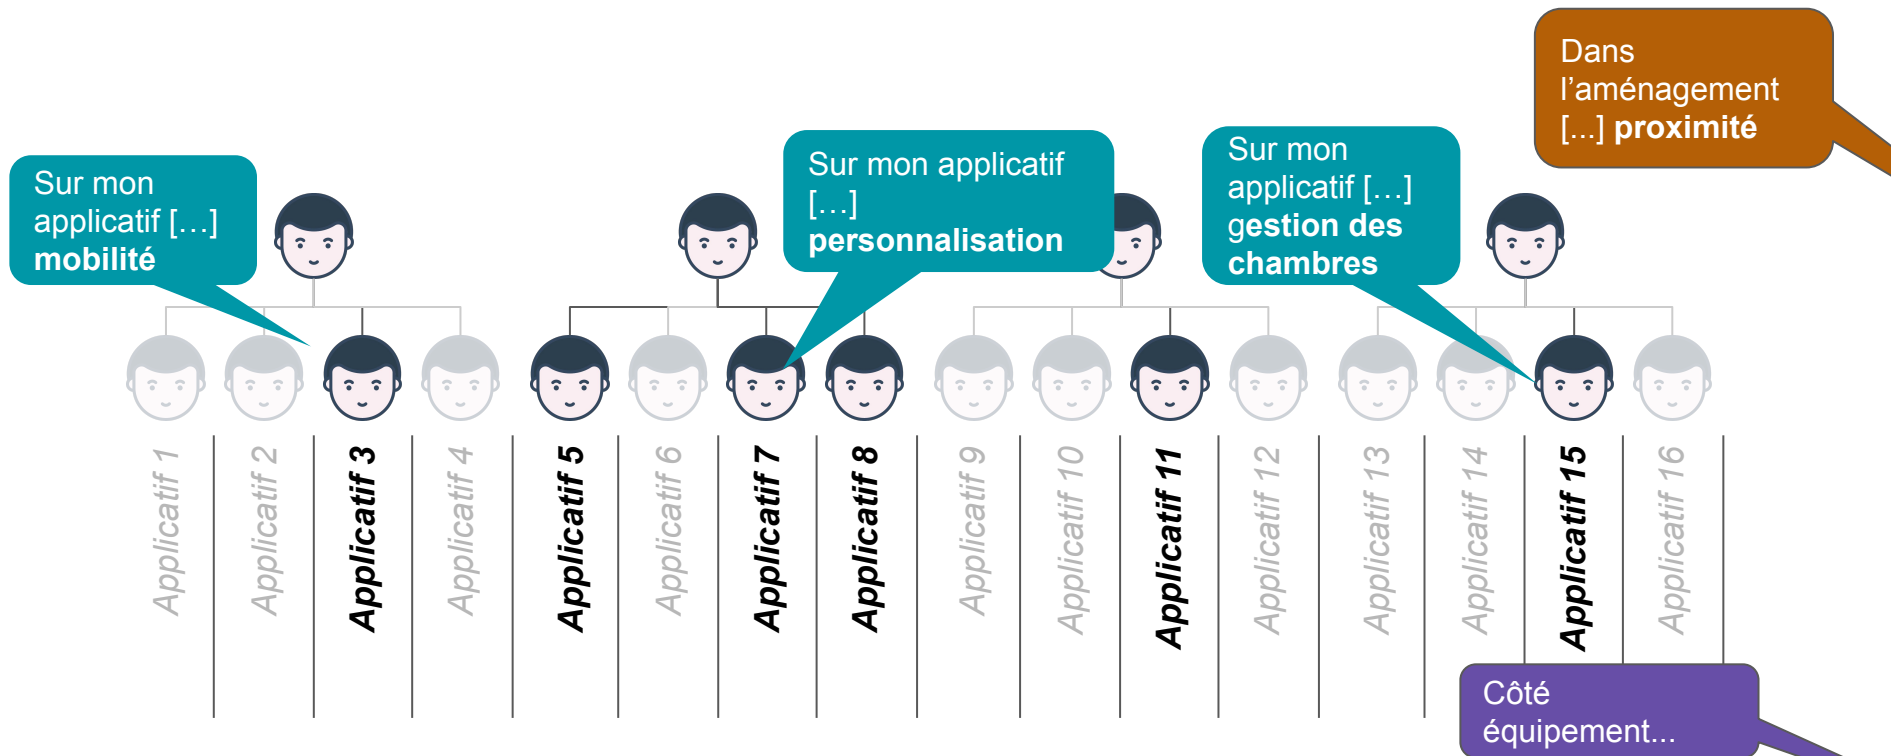 Dans
l’aménagement
[...] proximité
Sur mon
applicatif […]
mobilité
Sur mon applicatif
[…]
personnalisation
Sur mon
applicatif […]
gestion des
chambres
Applicatif 1
Applicatif 2
Applicatif 3
Applicatif 4
Applicatif 5
Applicatif 6
Applicatif 7
Applicatif 8
Applicatif 9
Applicatif 10
Applicatif 11
Applicatif 12
Applicatif 13
Applicatif 14
Applicatif 15
Applicatif 16
Côté
équipement...